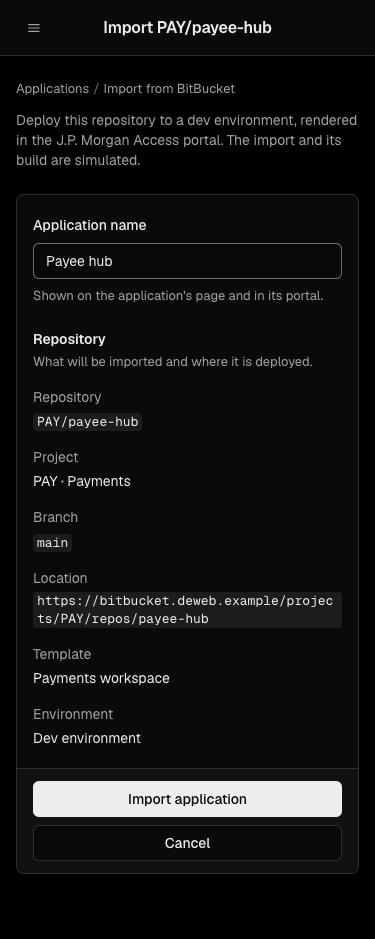 Import PAY/payee-hub
Applications / Import from BitBucket
Deploy this repository to a dev environment, rendered
in the J.P. Morgan Access portal. The import and its
build are simulated.
Application name
Payee hub
Shown on the application's page and in its portal.
Repository
What will be imported and where it is deployed.
Repository
PAY/payee-hub
Project
PAY · Payments
Branch
main
Location
https://bitbucket.deweb.example/projec
ts/PAY/repos/payee-hub
Template
Payments workspace
Environment
Dev environment
Import application
Cancel